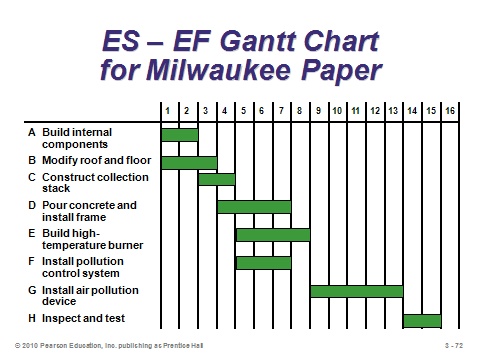 ES – EF Gantt Chart
for Milwaukee Paper
1 2 3 4 5 6 7 8 9 10 11 12 13 14 15 16
A Build internal
components
B Modify roof and floor
C Construct collection
stack
D Pour concrete and
install frame
E Build high-
temperature burner
F Install pollution
control system
G Install air pollution
device
H Inspect and test
© 2010 Pearson Education, Inc. publishing as Prentice Hall
3 - 72